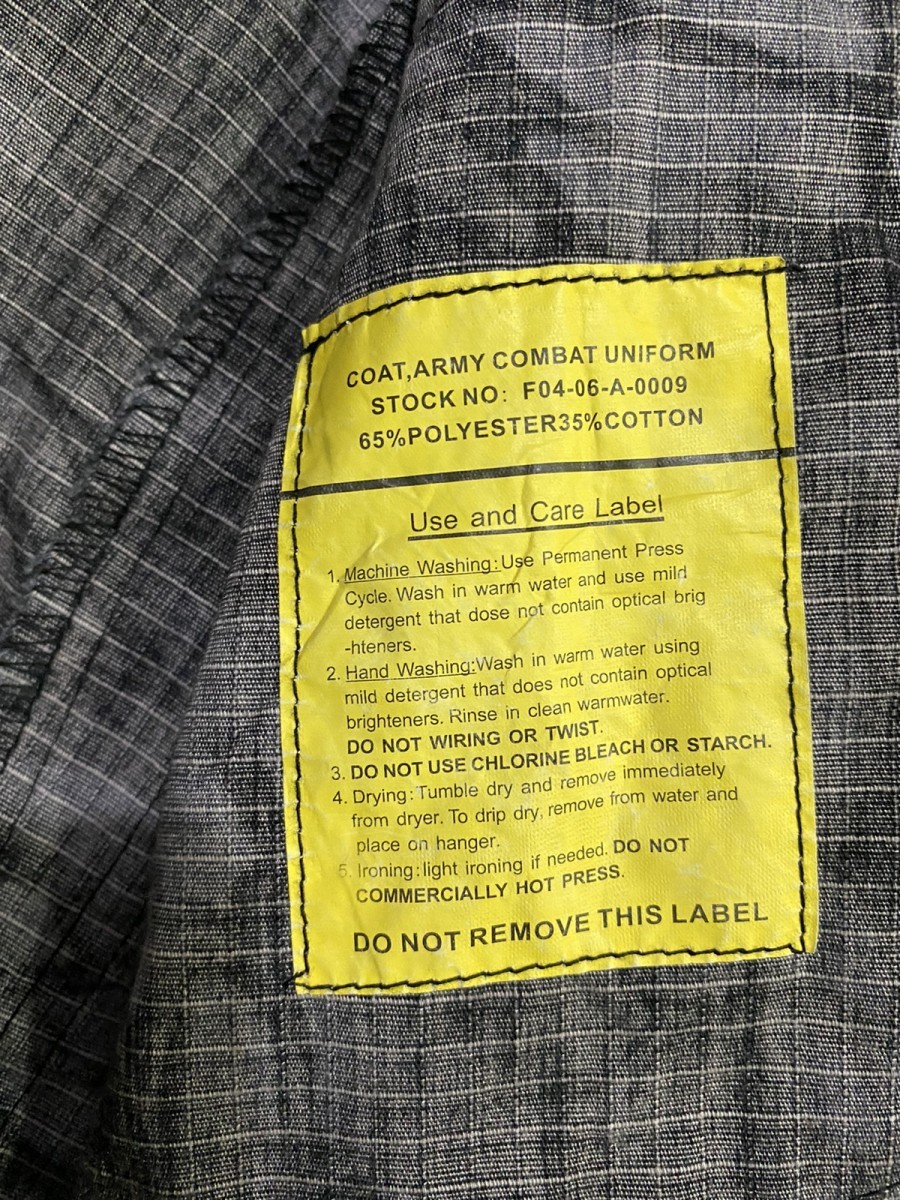 COAT,ARMY COMBAT UNIFORM
STOCK NO: F04-06-A-0009
65%POLYESTER35%COTTON
Use and Care Label
1. Machine Washing:Use Permanent Press
Cycle. Wash in warm water and use mild
detergent that dose not contain optical brig
-hteners.
2. Hand Washing:Wash in warm water using
mild detergent that does not contain optical
brighteners. Rinse in clean warmwater.
DO NOT WIRING OR TWIST.
3. DO NOT USE CHLORINE BLEACH OR STARCH.
4. Drying:Tumble dry and remove immediately
from dryer. To drip dry, remove from water and
place on hanger.
5. Ironing:light ironing if needed. DO NOT
COMMERCIALLY HOT PRESS.
DO NOT REMOVE THIS LABEL